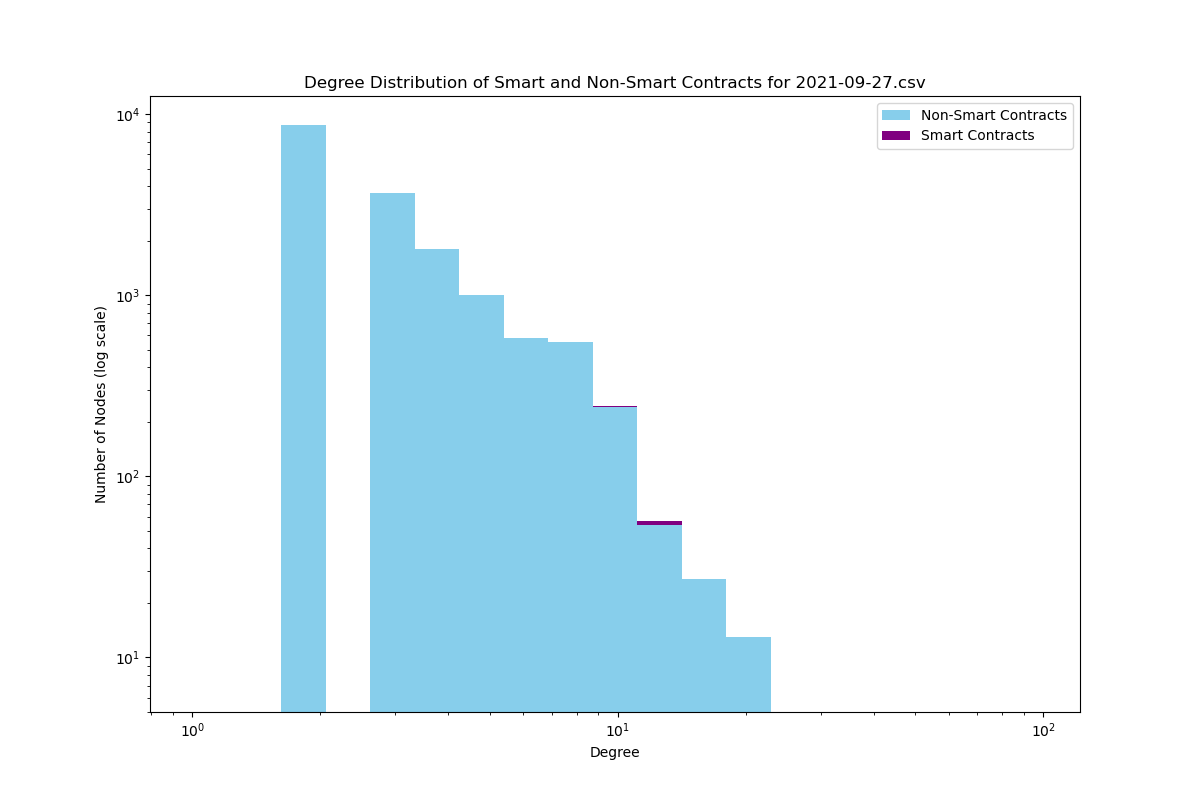 Degree Distribution of Smart and Non-Smart Contracts for 2021-09-27.csv
Non-Smart Contracts
Smart Contracts
Number of Nodes (log scale)
10⁴
10³
10²
10¹
10⁰
10¹
10²
Degree